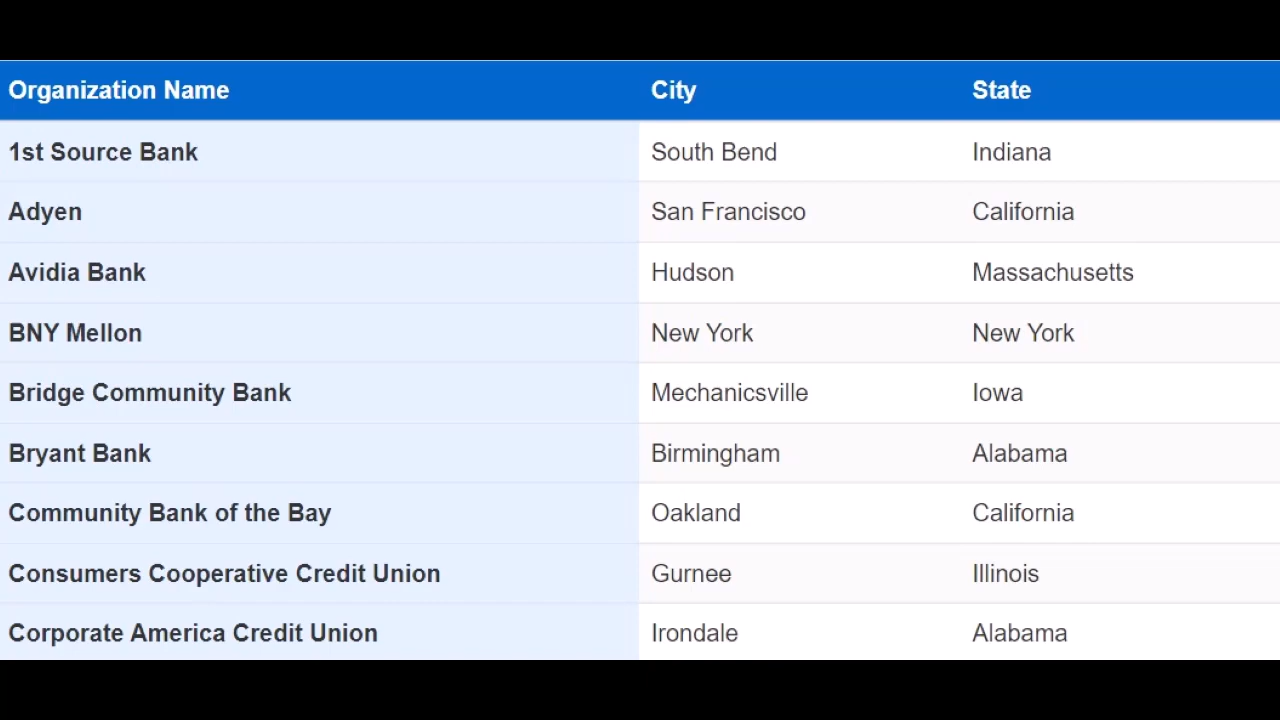 Organization Name City State
1st Source Bank South Bend Indiana
Adyen San Francisco California
Avidia Bank Hudson Massachusetts
BNY Mellon New York New York
Bridge Community Bank Mechanicsville Iowa
Bryant Bank Birmingham Alabama
Community Bank of the Bay Oakland California
Consumers Cooperative Credit Union Gurnee Illinois
Corporate America Credit Union Irondale Alabama